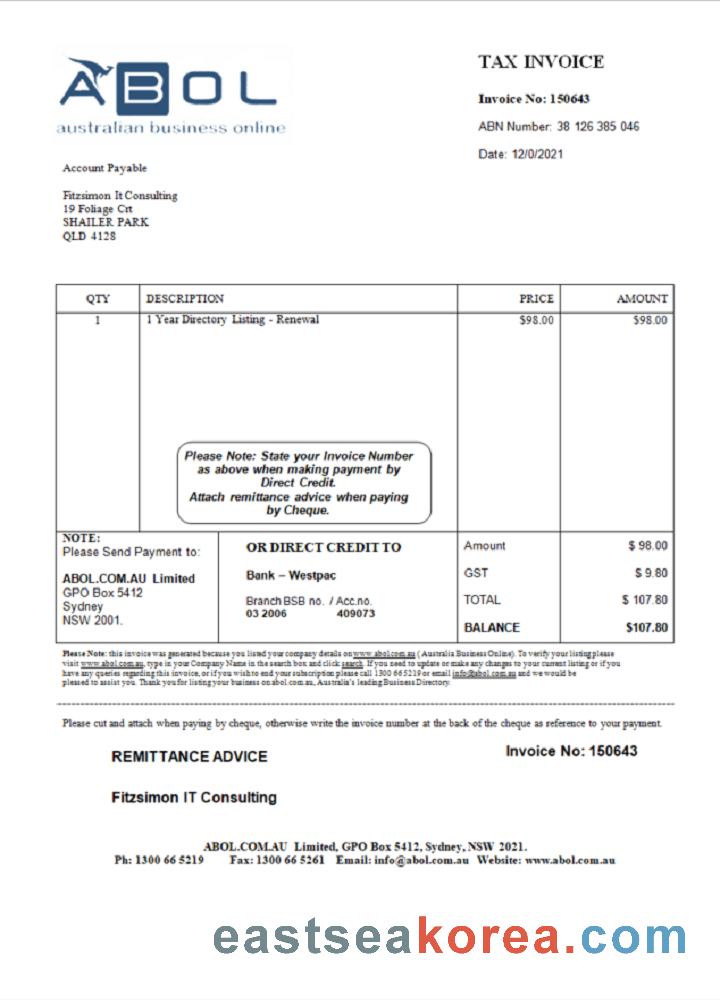 ABOL
australian business online
TAX INVOICE
Invoice No: 150643
ABN Number: 38 126 385 046
Date: 12/0/2021
Account Payable
Fitzsimon It Consulting
19 Foliage Crt
SHAILER PARK
QLD 4128
QTY DESCRIPTION PRICE AMOUNT
1 1 Year Directory Listing - Renewal $98.00 $98.00
Please Note: State your Invoice Number
as above when making payment by
Direct Credit.
Attach remittance advice when paying
by Cheque.
NOTE:
Please Send Payment to:
ABOL.COM.AU Limited
GPO Box 5412
Sydney
NSW 2001.
OR DIRECT CREDIT TO
Bank – Westpac
Branch BSB no. / Acc.no.
03 2006 409073
Amount $ 98.00
GST $ 9.80
TOTAL $ 107.80
BALANCE $107.80
Please Note: this invoice was generated because you listed your company details on www.abol.com.au ( Australia Business Online). To verify your listing please
visit www.abol.com.au, type in your Company Name in the search box and click search. If you need to update or make any changes to your current listing or if you
have any queries regarding this invoice, or if you wish to end your subscription please call 1300 665219 or email info@abol.com.au and we would be
pleased to assist you. Thank you for listing your business on abol.com.au, Australia's leading Business Directory.
Please cut and attach when paying by cheque, otherwise write the invoice number at the back of the cheque as reference to your payment.
REMITTANCE ADVICE
Invoice No: 150643
Fitzsimon IT Consulting
ABOL.COM.AU Limited, GPO Box 5412, Sydney, NSW 2021.
Ph: 1300 66 5219 Fax: 1300 66 5261 Email: info@abol.com.au Website: www.abol.com.au
eastseakorea.com